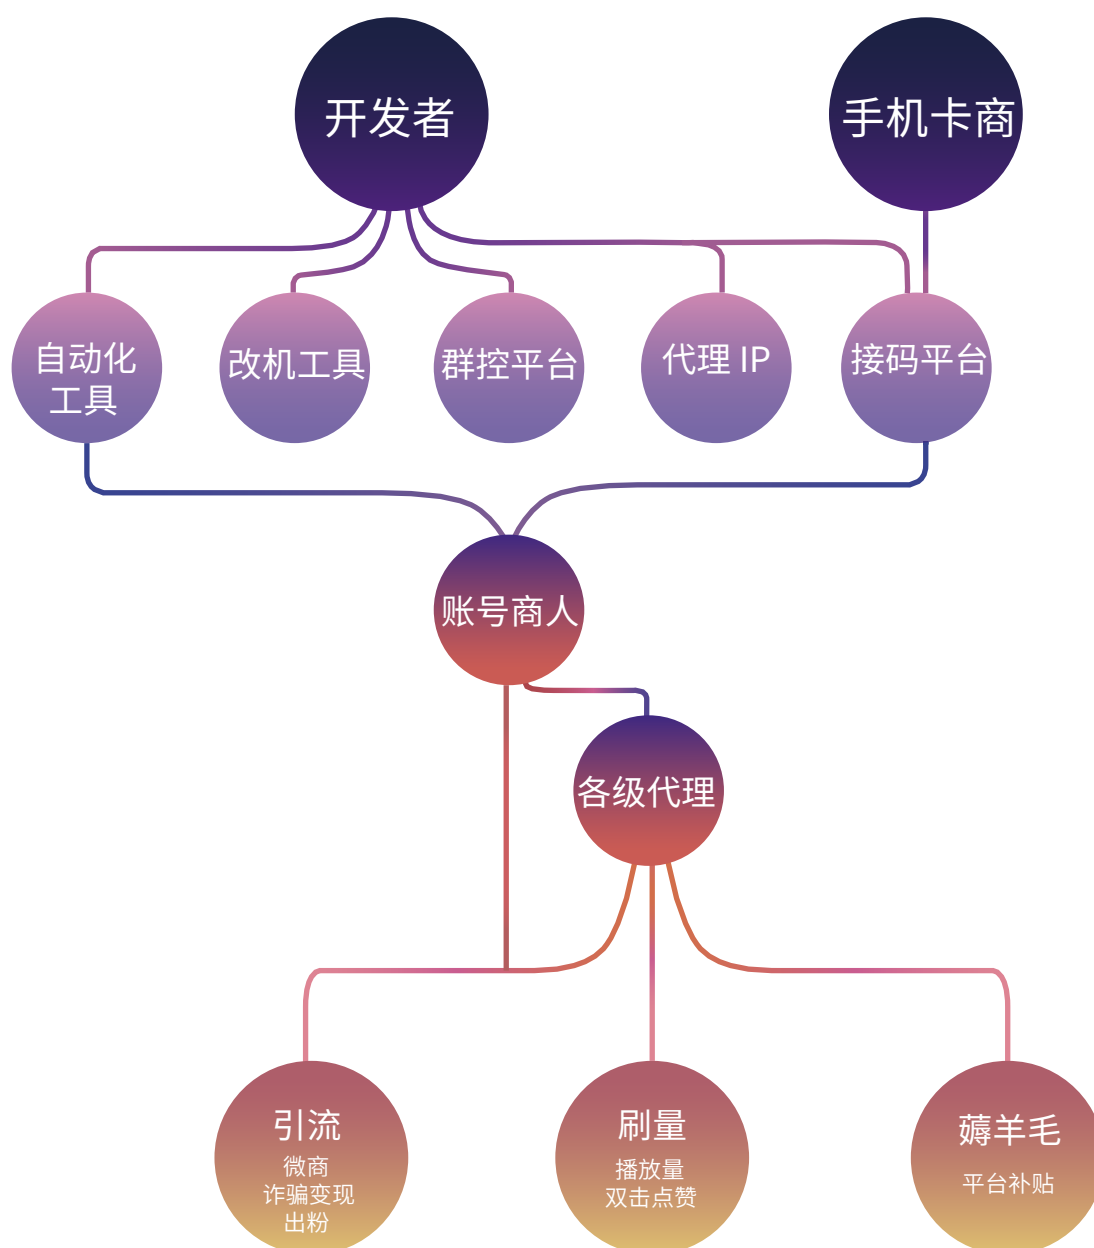 开发者
手机卡商
自动化
工具
改机工具
群控平台
代理 IP
接码平台
账号商人
各级代理
引流
微商
诈骗变现
出粉
刷量
播放量
双击点赞
薅羊毛
平台补贴